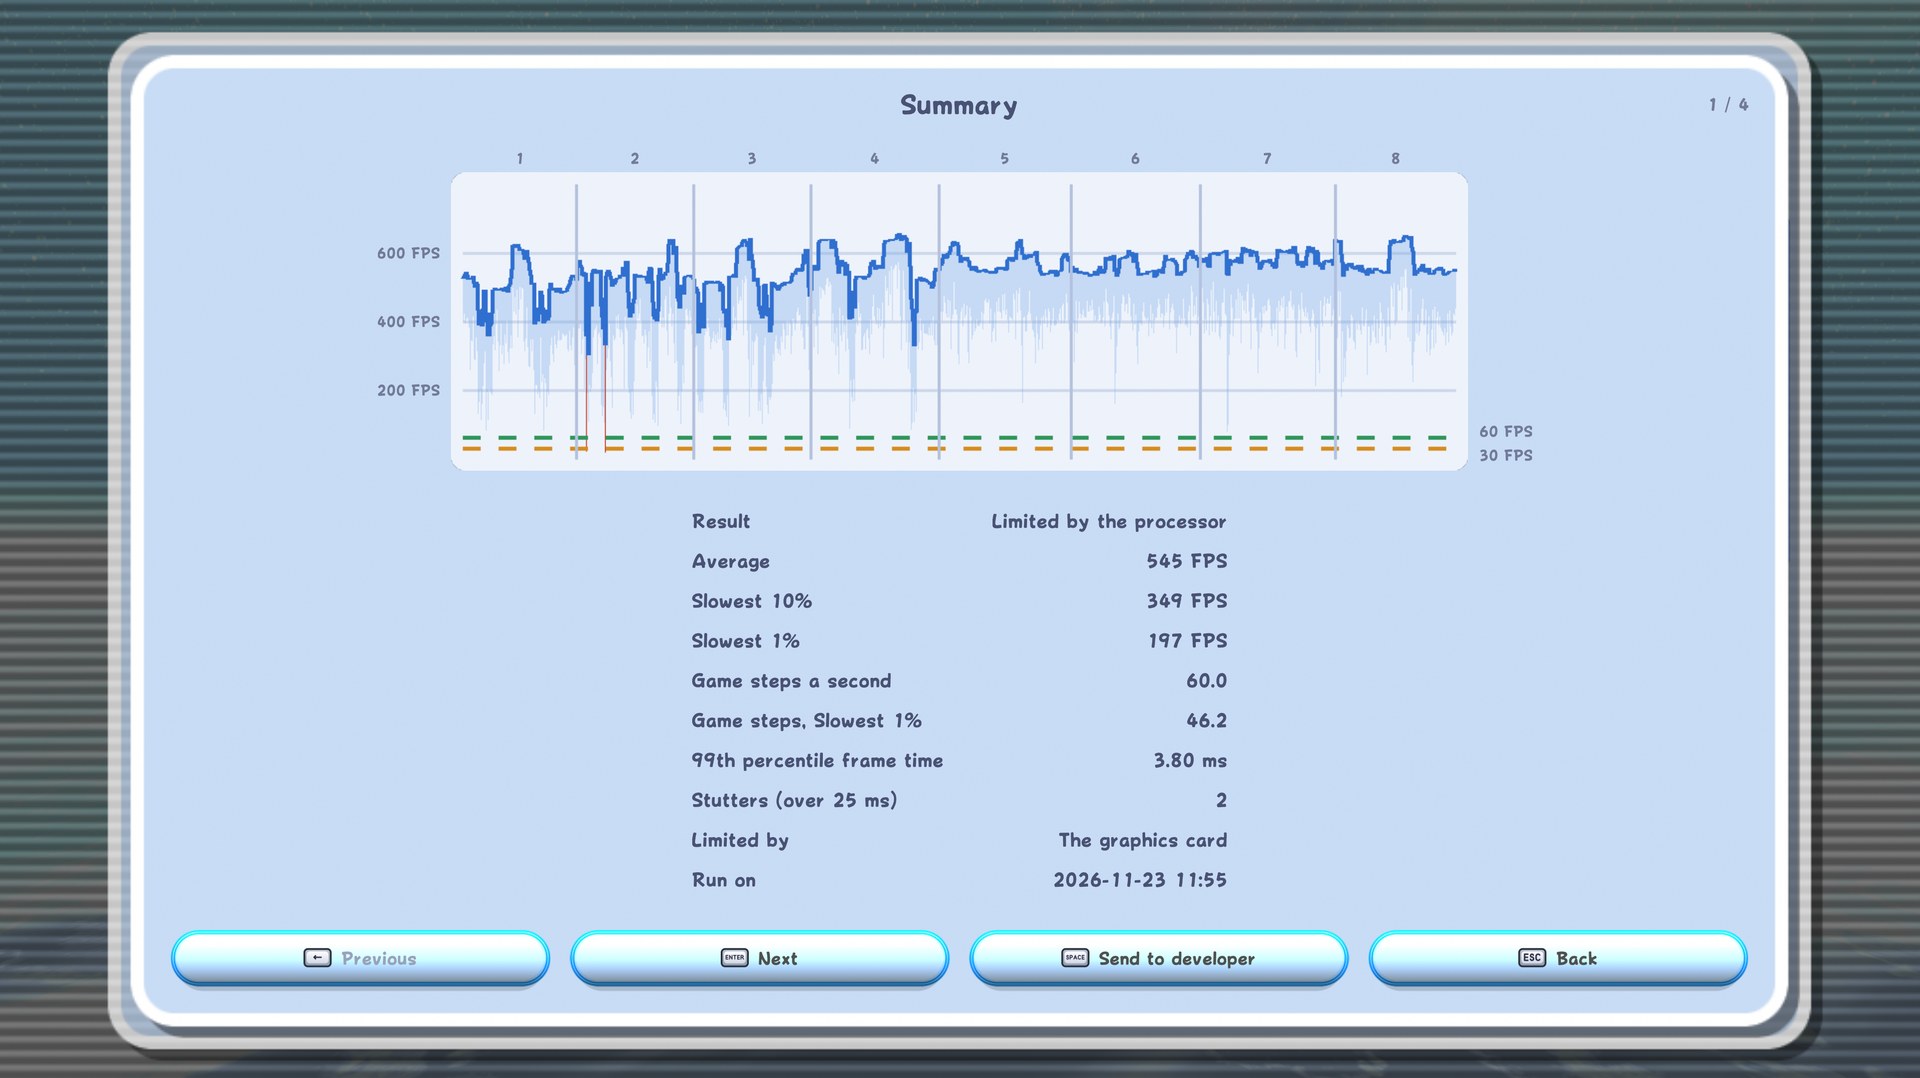 Summary
1 / 4
1 2 3 4 5 6 7 8
600 FPS
400 FPS
200 FPS
60 FPS
30 FPS
Result Limited by the processor
Average 545 FPS
Slowest 10% 349 FPS
Slowest 1% 197 FPS
Game steps a second 60.0
Game steps, Slowest 1% 46.2
99th percentile frame time 3.80 ms
Stutters (over 25 ms) 2
Limited by The graphics card
Run on 2026-11-23 11:55
← Previous
ENTER Next
SPACE Send to developer
ESC Back